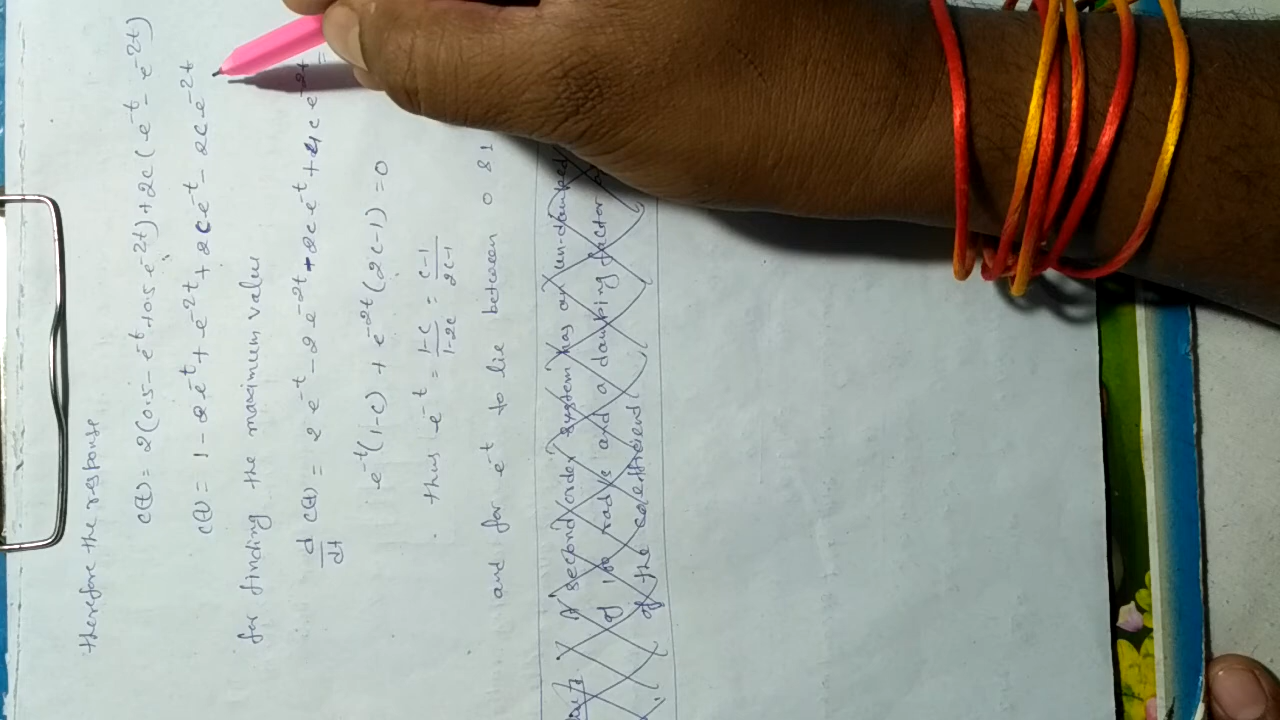 therefore the response
c(t) = 2(0.5 - e^-t + 0.5 e^-2t) + 2c(e^-t - e^-2t)
c(t) = 1 - 2e^-t + e^-2t + 2ce^-t - 2ce^-2t
for finding the maximum value
d/dt c(t) = 2e^-t - 2e^-2t - 2ce^-t + 4ce^-2t =
e^-t(1-c) + e^-2t(2c-1) = 0
thus e^-t = 1-c/1-2c = c-1/2c-1
and for e^-t to lie between 0 & 1
A second order system has an un-damped
of 100 rad/s and a damping factor
of the coefficient